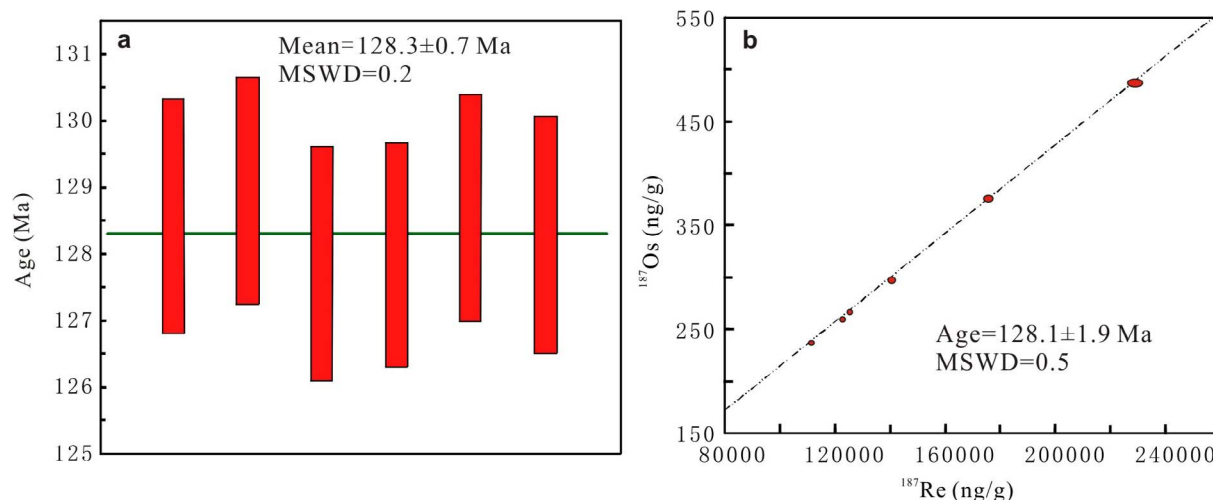 a
Mean=128.3±0.7 Ma
MSWD=0.2
131
130
129
128
127
126
125
Age (Ma)
b
550
450
350
250
150
¹⁸⁷Os (ng/g)
Age=128.1±1.9 Ma
MSWD=0.5
80000 120000 160000 200000 240000
¹⁸⁷Re (ng/g)